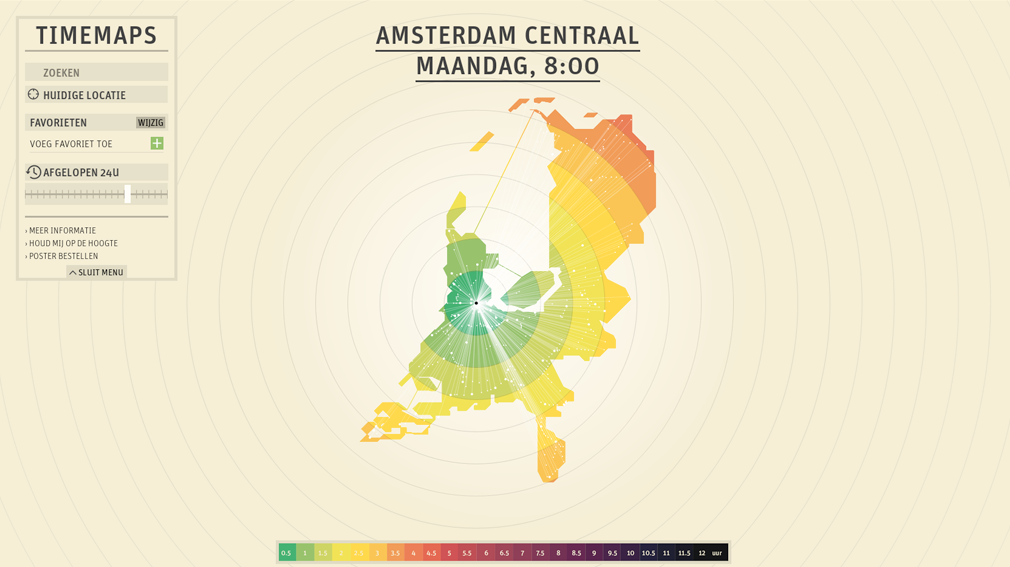 TIMEMAPS
ZOEKEN
HUIDIGE LOCATIE
FAVORIETEN WIJZIG
VOEG FAVORIET TOE
AFGELOPEN 24U
› MEER INFORMATIE
› HOUD MIJ OP DE HOOGTE
› POSTER BESTELLEN
SLUIT MENU
AMSTERDAM CENTRAAL
MAANDAG, 8:00
0.5 1 1.5 2 2.5 3 3.5 4 4.5 5 5.5 6 6.5 7 7.5 8 8.5 9 9.5 10 10.5 11 11.5 12 uur